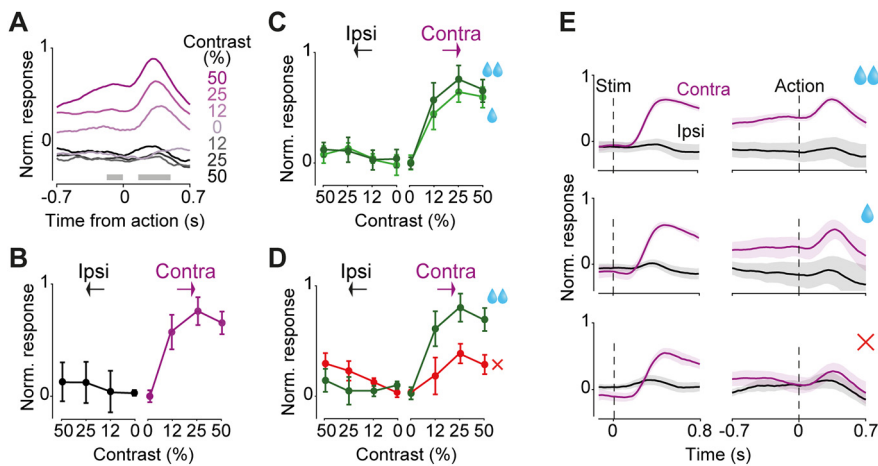 A
Norm. response
1
0
-0.7
0
0.7
Time from action (s)
Contrast
(%)
50
25
12
0
12
25
50
B
Ipsi
Contra
Norm. response
1
0
50 25 12 0 0 12 25 50
Contrast (%)
C
Ipsi
Contra
Norm. response
1
0
50 25 12 0 0 12 25 50
Contrast (%)
D
Ipsi
Contra
Norm. response
1
0
50 25 12 0 0 12 25 50
Contrast (%)
E
Stim
Contra
Ipsi
Action
1
0
1
0
1
0
Norm. response
0
0.8
-0.7
0
0.7
Time (s)